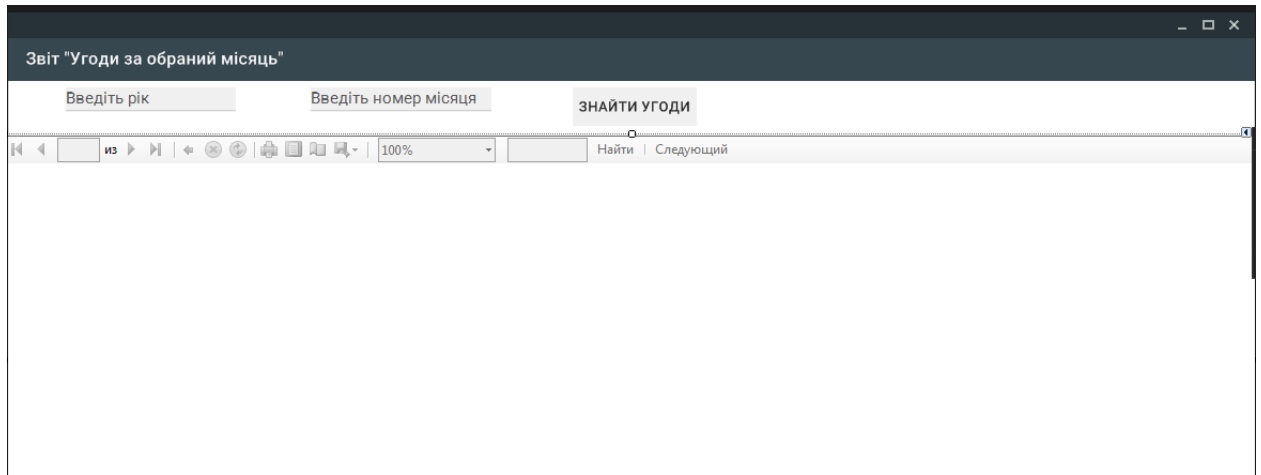 Звіт "Угоди за обраний місяць"
Введіть рік Введіть номер місяця ЗНАЙТИ УГОДИ
из 100% Найти | Следующий